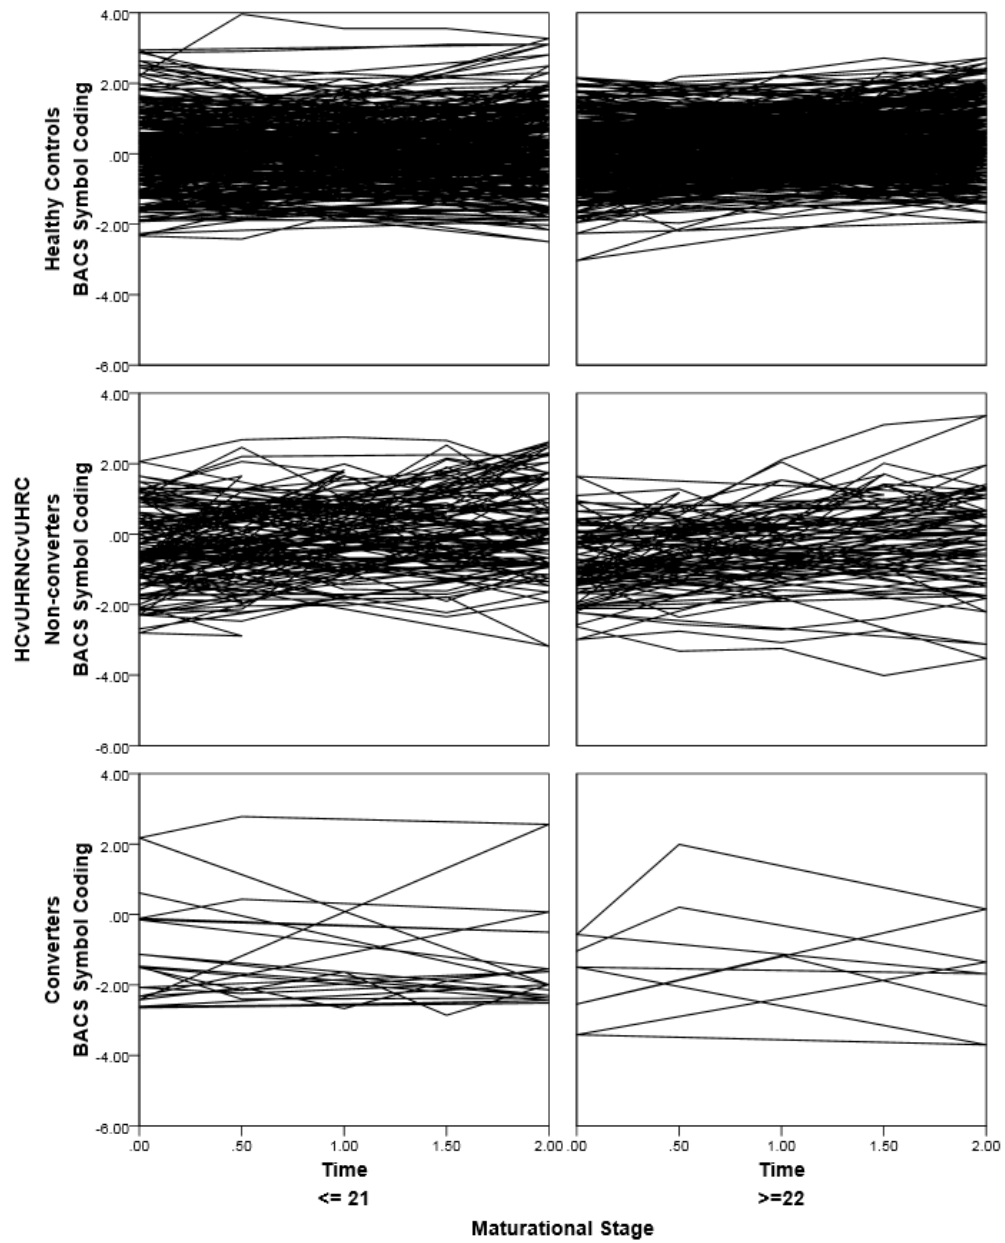 Healthy Controls
BACS Symbol Coding
4.00
2.00
.00
-2.00
-4.00
-6.00
HCvUHRNCvUHRC
Non-converters
BACS Symbol Coding
4.00
2.00
.00
-2.00
-4.00
-6.00
Converters
BACS Symbol Coding
4.00
2.00
.00
-2.00
-4.00
-6.00
.00 .50 1.00 1.50 2.00 .00 .50 1.00 1.50 2.00
Time Time
<= 21 >=22
Maturational Stage